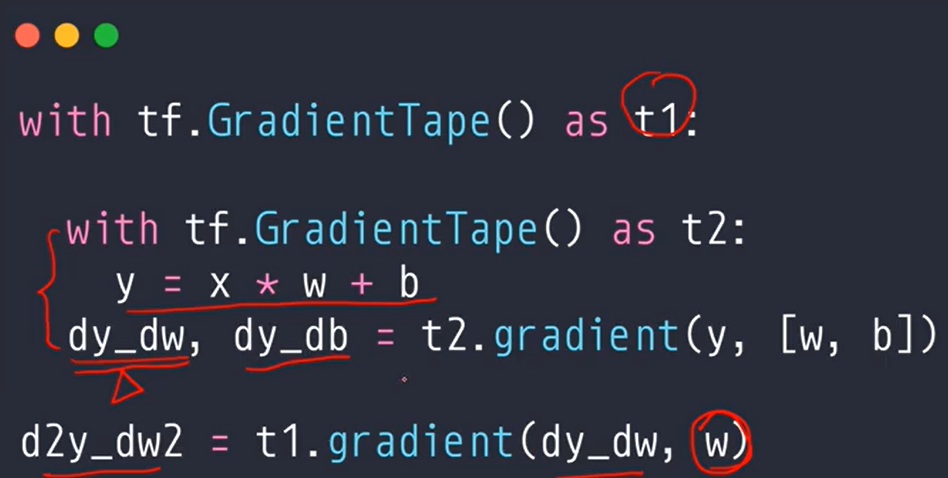 with tf.GradientTape() as t1:
with tf.GradientTape() as t2:
y = x * w + b
dy_dw, dy_db = t2.gradient(y, [w, b])
d2y_dw2 = t1.gradient(dy_dw, w)